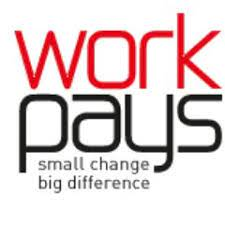 work
pays
small change
big difference